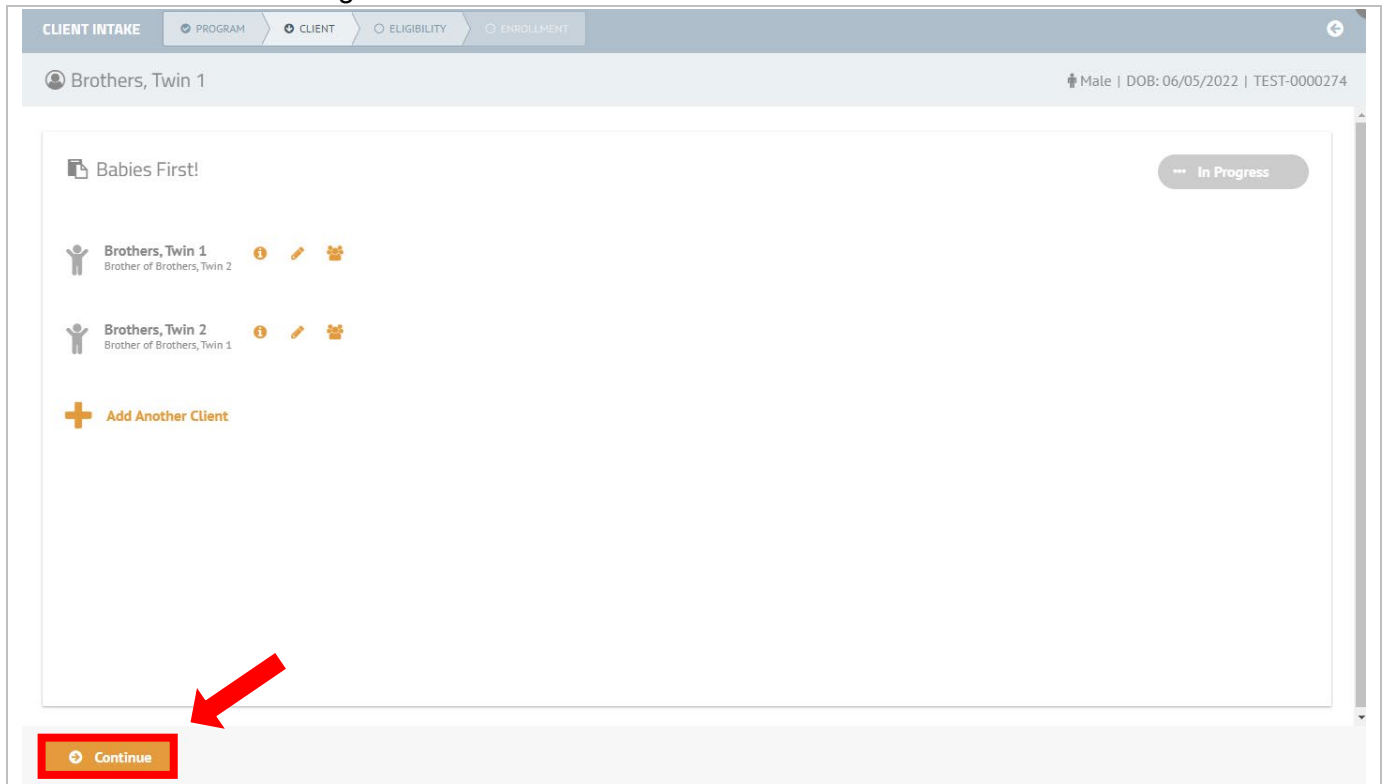 CLIENT INTAKE PROGRAM CLIENT ELIGIBILITY ENROLLMENT
Brothers, Twin 1 Male | DOB: 06/05/2022 | TEST-0000274
Babies First! ... In Progress
Brothers, Twin 1
Brother of Brothers, Twin 2
Brothers, Twin 2
Brother of Brothers, Twin 1
Add Another Client
Continue